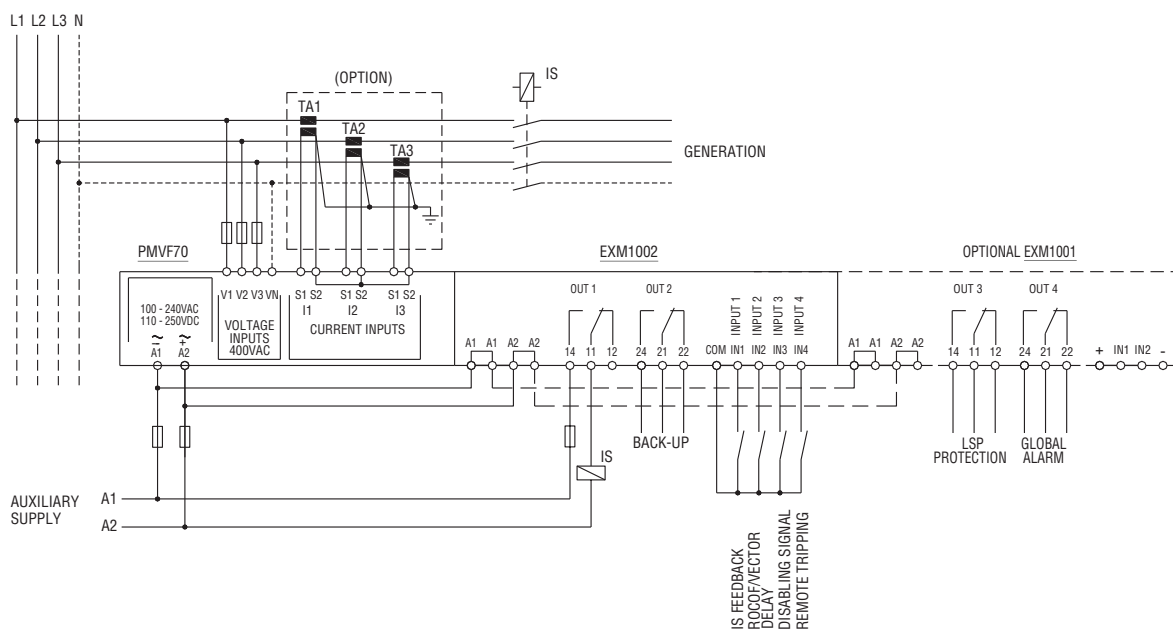 L1 L2 L3 N
(OPTION)
IS
TA1
TA2
TA3
GENERATION
PMVF70
EXM1002
OPTIONAL EXM1001
100 - 240VAC
110 - 250VDC
A1 A2
V1 V2 V3 VN
VOLTAGE
INPUTS
400VAC
S1 S2 S1 S2 S1 S2
I1 I2 I3
CURRENT INPUTS
A1 A1 A2 A2
OUT 1
14 11 12
OUT 2
24 21 22
INPUT 1
INPUT 2
INPUT 3
INPUT 4
COM IN1 IN2 IN3 IN4
A1 A1 A2 A2
OUT 3
14 11 12
OUT 4
24 21 22
+ IN1 IN2 -
BACK-UP
LSP
PROTECTION
GLOBAL
ALARM
IS
AUXILIARY
SUPPLY
A1
A2
IS FEEDBACK
ROCOF/VECTOR
DELAY
DISABLING SIGNAL
REMOTE TRIPPING